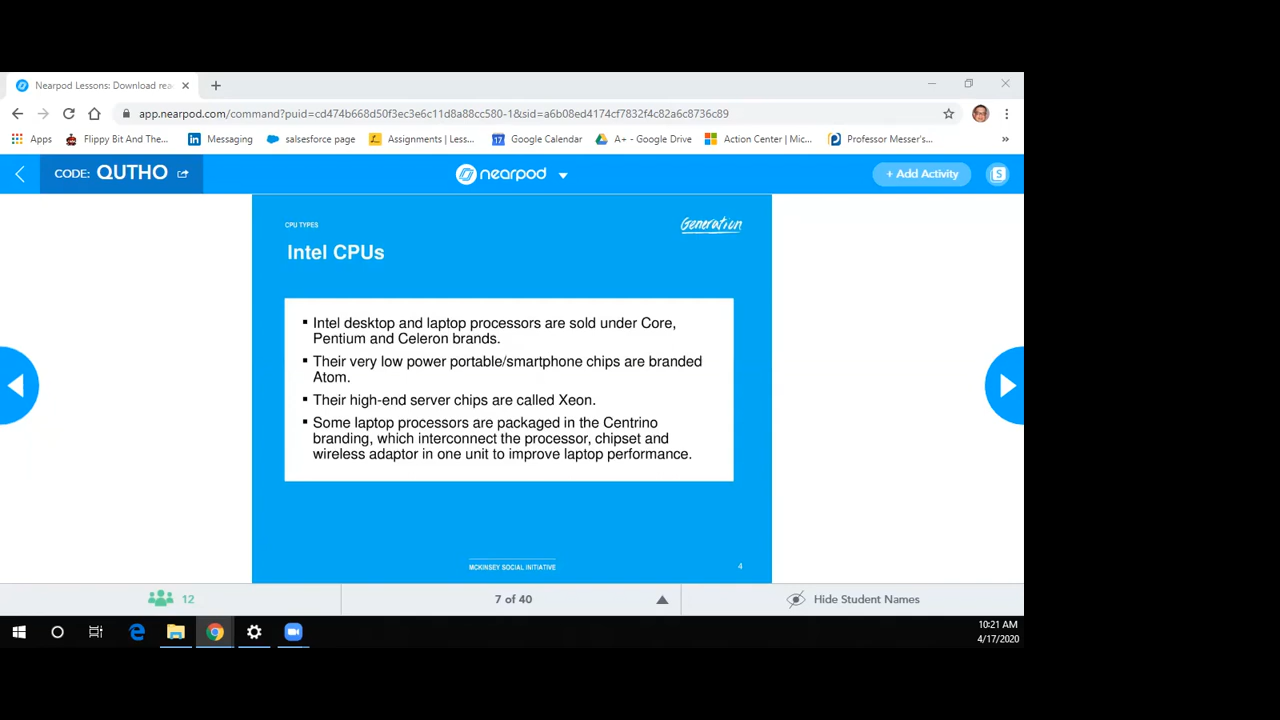 Nearpod Lessons: Download rea
app.nearpod.com/command?puid=cd474b668d50f3ec3e6c11d8a88cc580-1&sid=a6b08ed4174cf7832f4c82a6c8736c89
Apps Flippy Bit And The... Messaging salsesforce page Assignments | Less... 17 Google Calendar A+ - Google Drive Action Center | Mic... Professor Messer's... »
CODE: QUTHO nearpod + Add Activity S
CPU TYPES Generation
Intel CPUs
▪ Intel desktop and laptop processors are sold under Core,
Pentium and Celeron brands.
▪ Their very low power portable/smartphone chips are branded
Atom.
▪ Their high-end server chips are called Xeon.
▪ Some laptop processors are packaged in the Centrino
branding, which interconnect the processor, chipset and
wireless adaptor in one unit to improve laptop performance.
MCKINSEY SOCIAL INITIATIVE 4
12 7 of 40 Hide Student Names
10:21 AM
4/17/2020